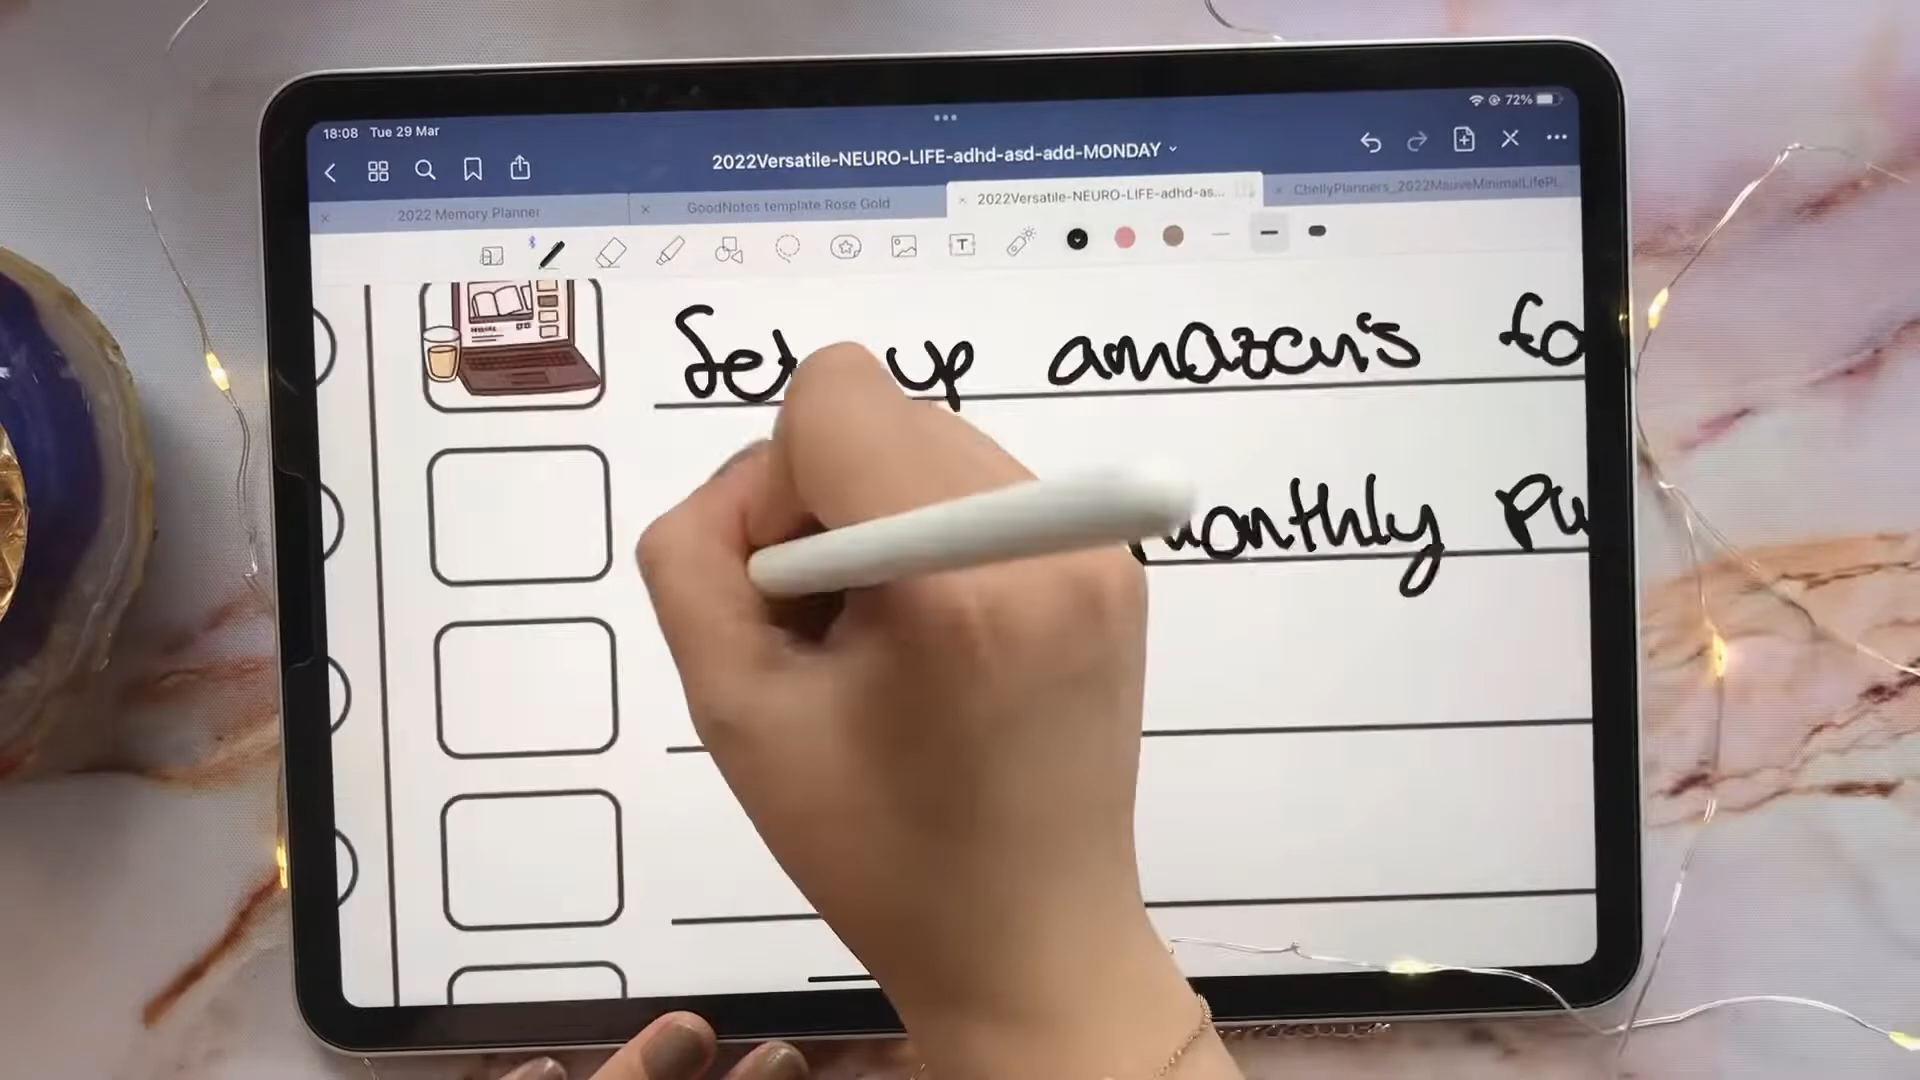 18:08 Tue 29 Mar
72%
2022Versatile-NEURO-LIFE-adhd-asd-add-MONDAY
2022 Memory Planner
GoodNotes template Rose Gold
2022Versatile-NEURO-LIFE-adhd-as...
ChellyPlanners_2022MauveMinimalLifePl...
T
Set up amazon's fo
monthly Pu